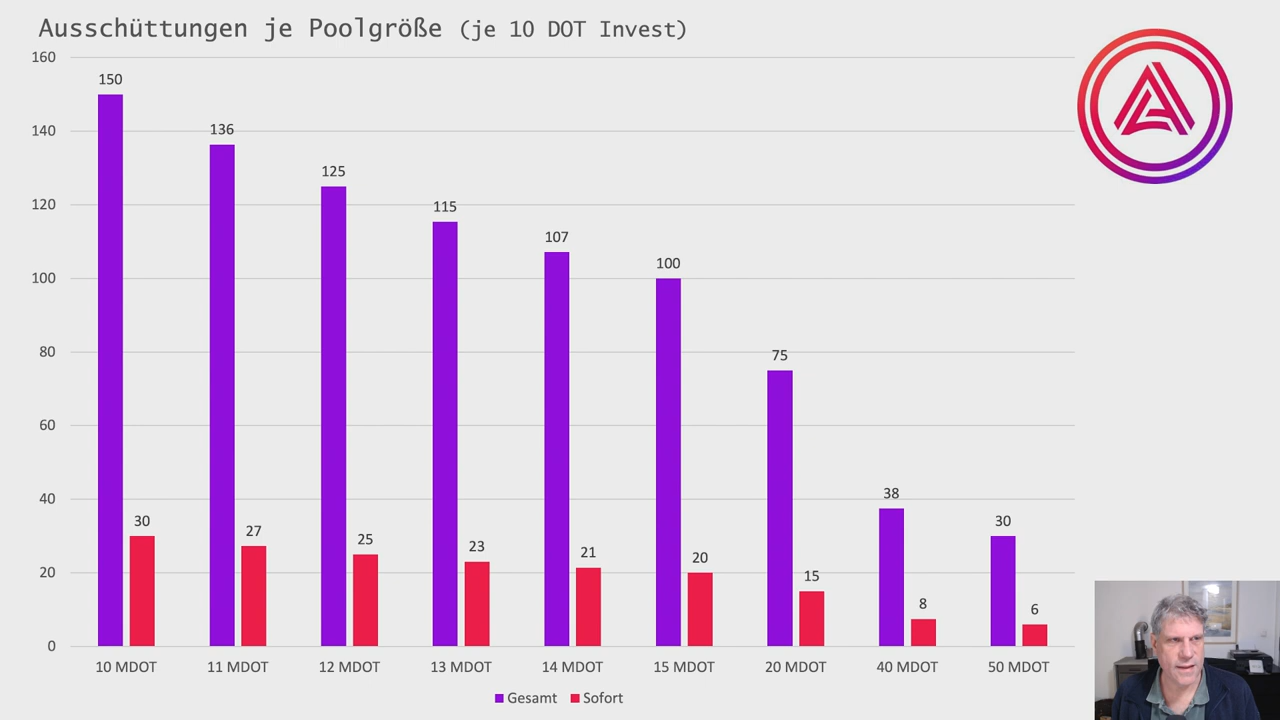 Ausschüttungen je Poolgröße (je 10 DOT Invest)
160
140
120
100
80
60
40
20
0
150
30
136
27
125
25
115
23
107
21
100
20
75
15
38
8
30
6
10 MDOT
11 MDOT
12 MDOT
13 MDOT
14 MDOT
15 MDOT
20 MDOT
40 MDOT
50 MDOT
Gesamt
Sofort